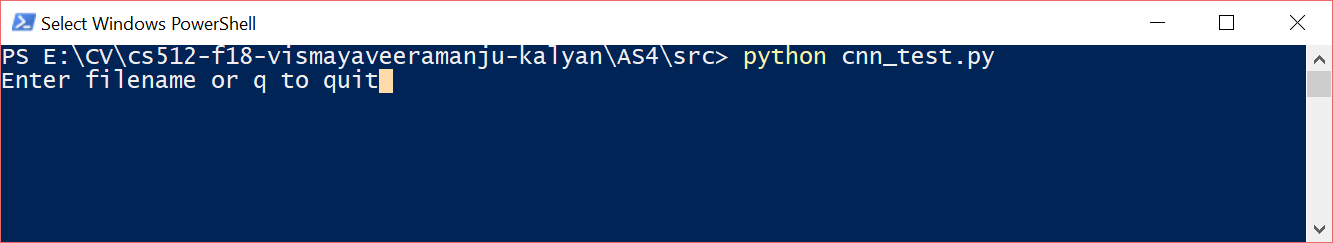 Select Windows PowerShell
PS E:\CV\cs512-f18-vismayaveeramanju-kalyan\AS4\src> python cnn_test.py
Enter filename or q to quit